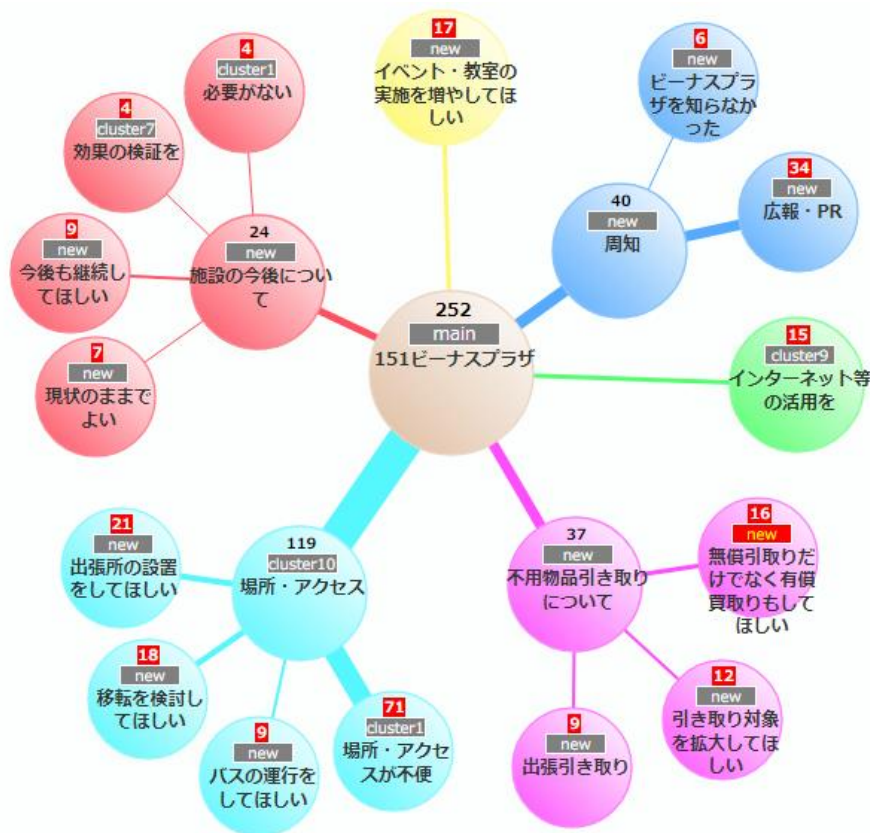 4
cluster1
必要がない
4
cluster7
効果の検証を
9
new
今後も継続し
てほしい
7
new
現状のままで
よい
24
new
施設の今後につい
て
17
new
イベント・教室の
実施を増やしてほ
しい
6
new
ビーナスプラ
ザを知らなか
った
34
new
広報・PR
40
new
周知
252
main
151ビーナスプラザ
15
cluster9
インターネット等
の活用を
119
cluster10
場所・アクセス
21
new
出張所の設置
をしてほしい
18
new
移転を検討し
てほしい
9
new
バスの運行を
してほしい
71
cluster1
場所・アクセ
スが不便
37
new
不用物品引き取り
について
16
new
無償引取りだ
けでなく有償
買取りもして
ほしい
12
new
引き取り対象
を拡大してほ
しい
9
new
出張引き取り